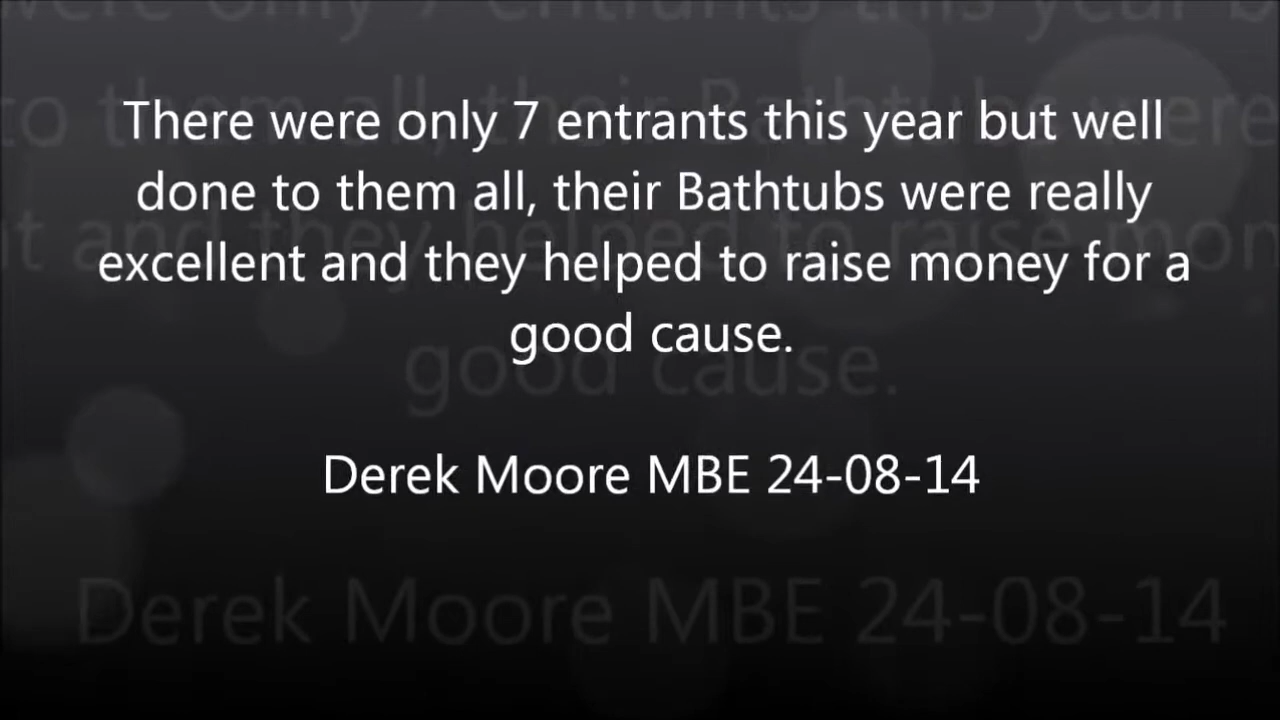 There were only 7 entrants this year but well
done to them all, their Bathtubs were really
excellent and they helped to raise money for a
good cause.
Derek Moore MBE 24-08-14